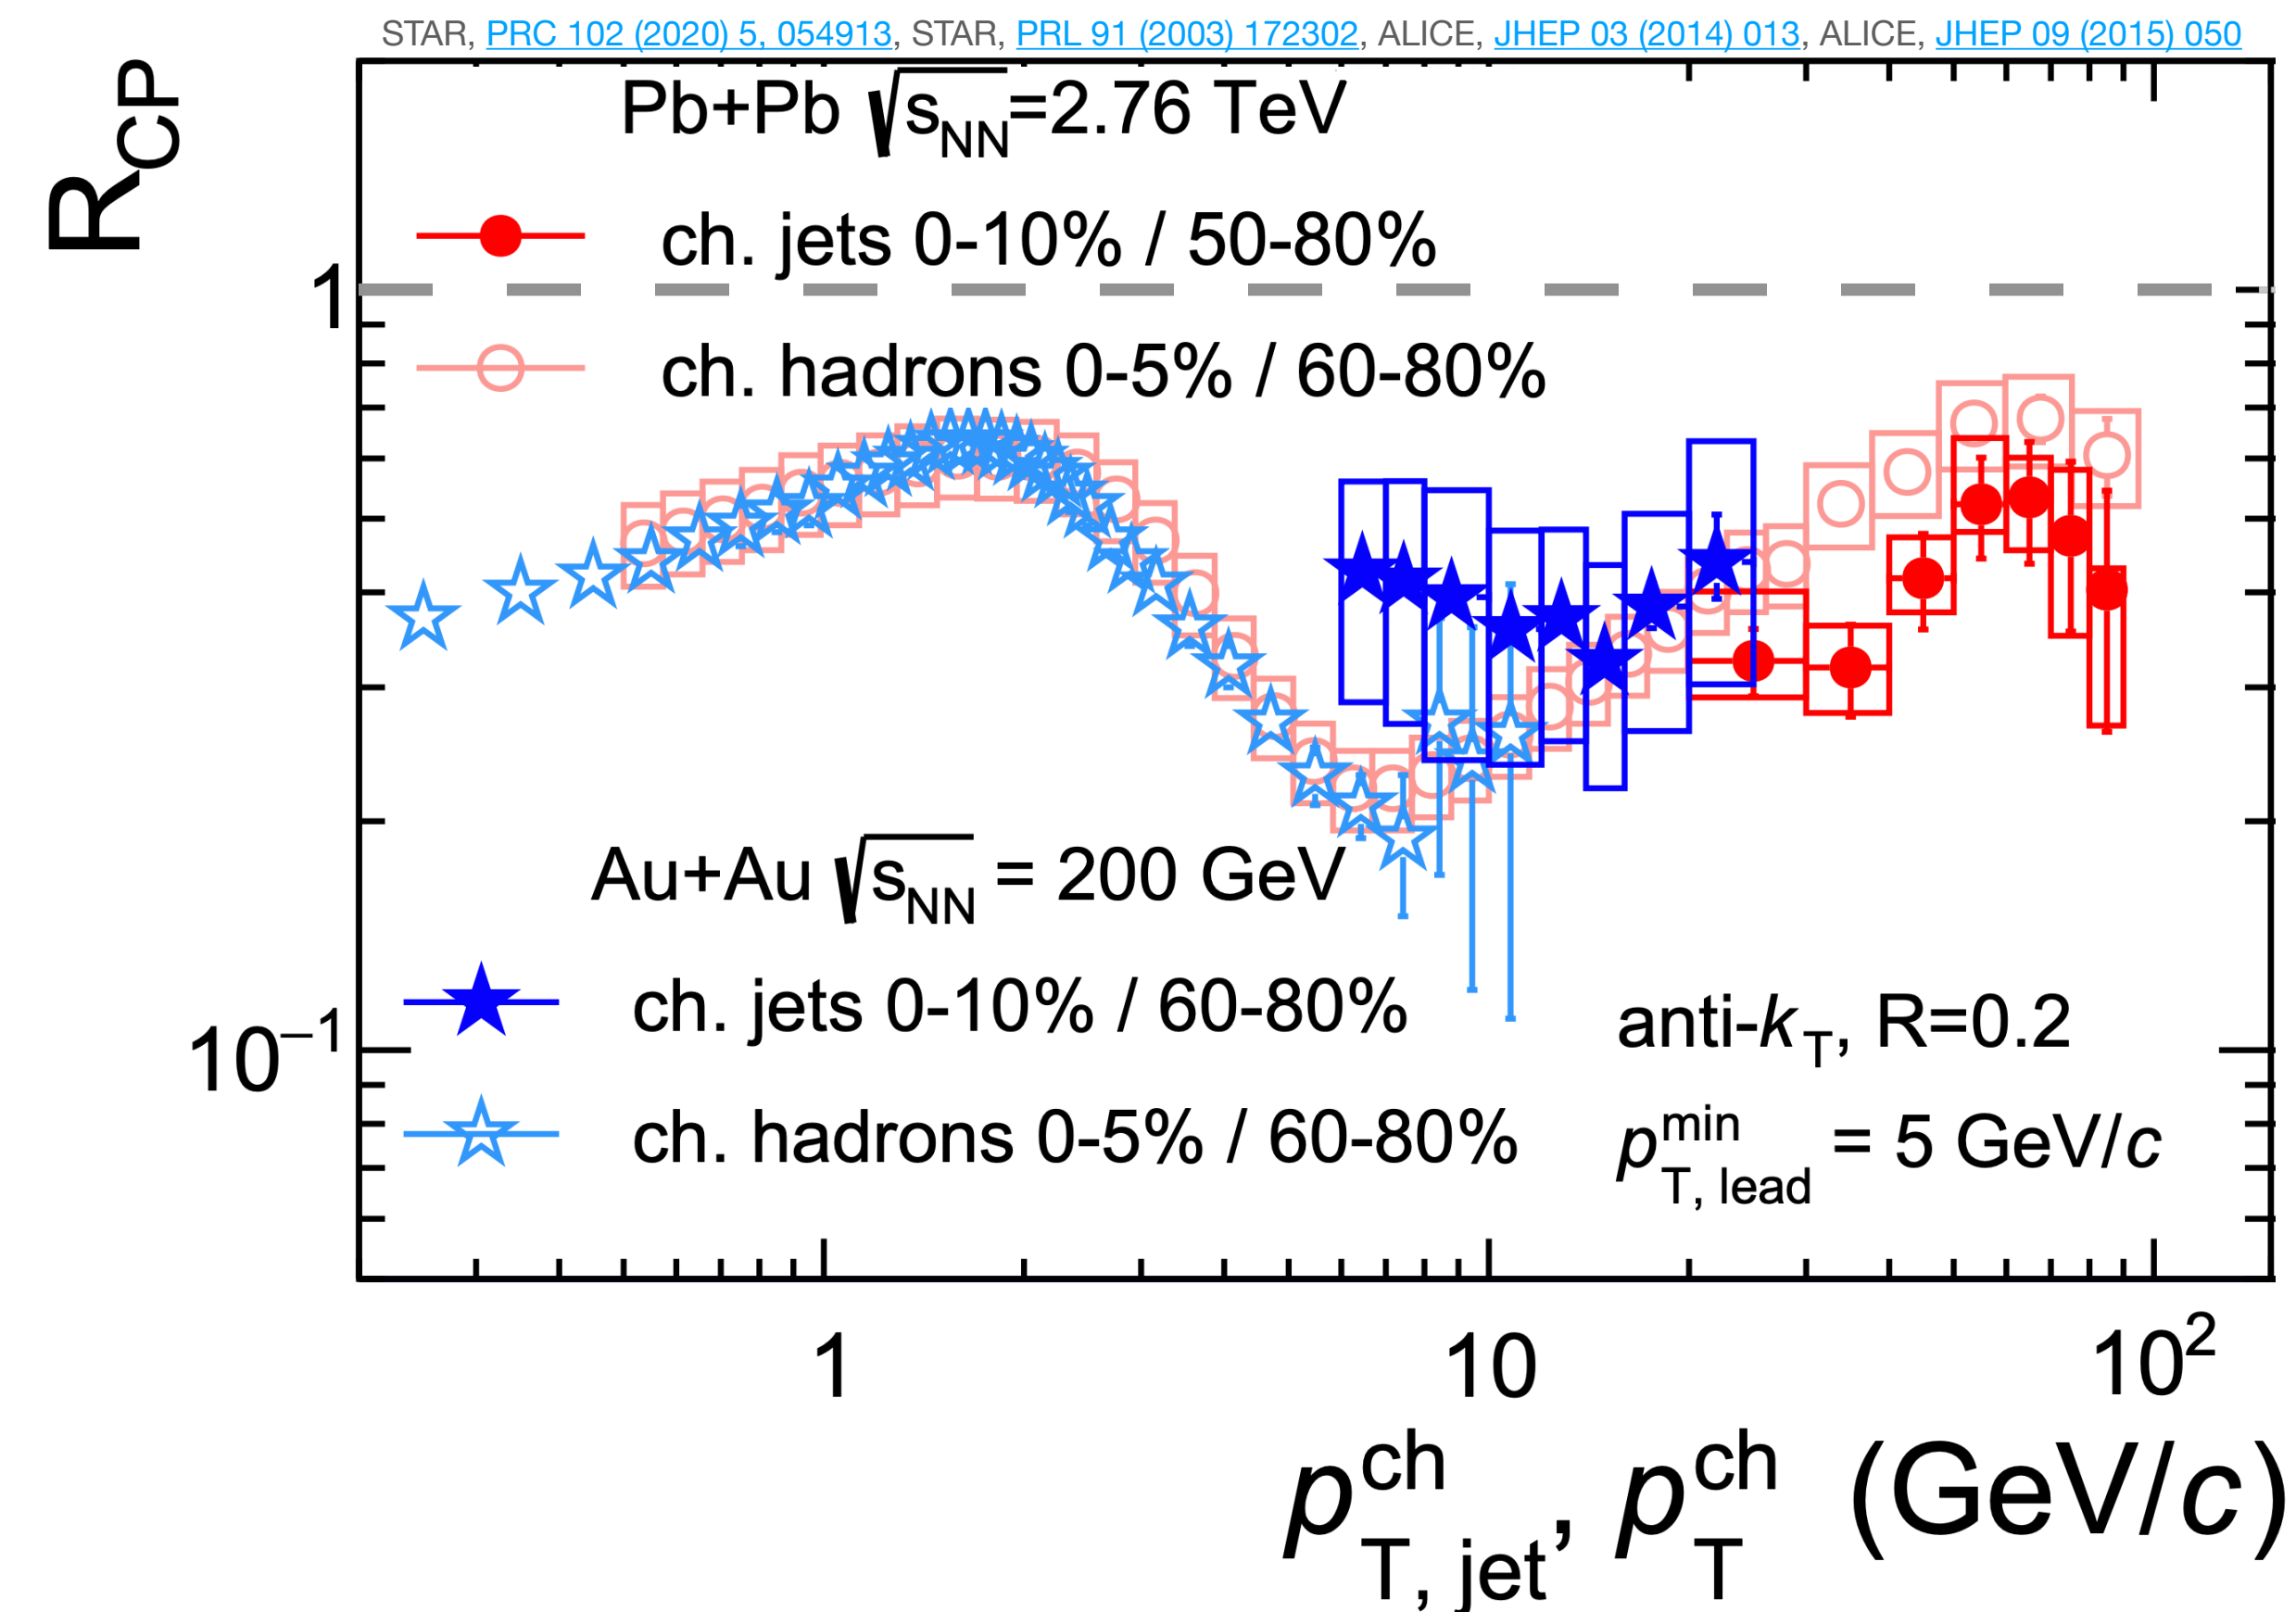 STAR, PRC 102 (2020) 5, 054913, STAR, PRL 91 (2003) 172302, ALICE, JHEP 03 (2014) 013, ALICE, JHEP 09 (2015) 050
R_CP
Pb+Pb √s_NN=2.76 TeV
ch. jets 0-10% / 50-80%
1
ch. hadrons 0-5% / 60-80%
Au+Au √s_NN = 200 GeV
ch. jets 0-10% / 60-80%
anti-k_T, R=0.2
10⁻¹
ch. hadrons 0-5% / 60-80%
p^min_T, lead = 5 GeV/c
1 10 10²
p^ch_T, jet, p^ch_T (GeV/c)